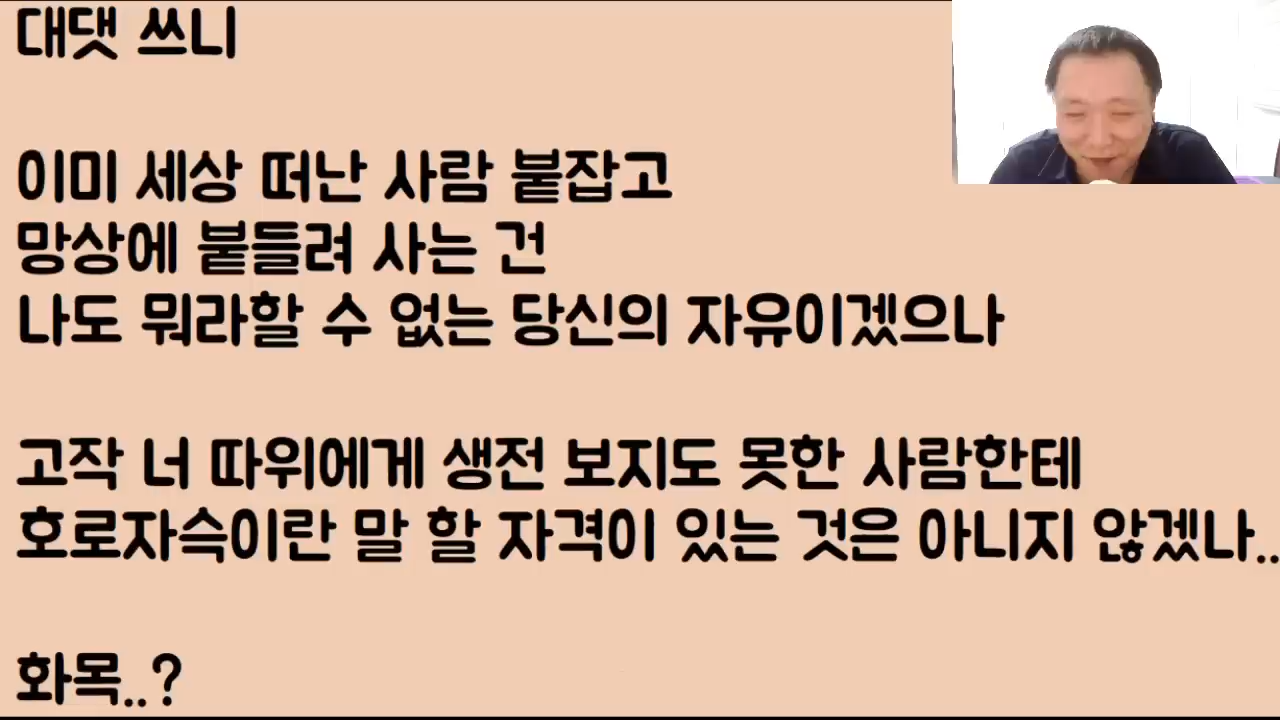 대댓 쓰니
이미 세상 떠난 사람 붙잡고
망상에 붙들려 사는 건
나도 뭐라할 수 없는 당신의 자유이겠으나
고작 너 따위에게 생전 보지도 못한 사람한테
호로자슥이란 말 할 자격이 있는 것은 아니지 않겠나..
화목..?